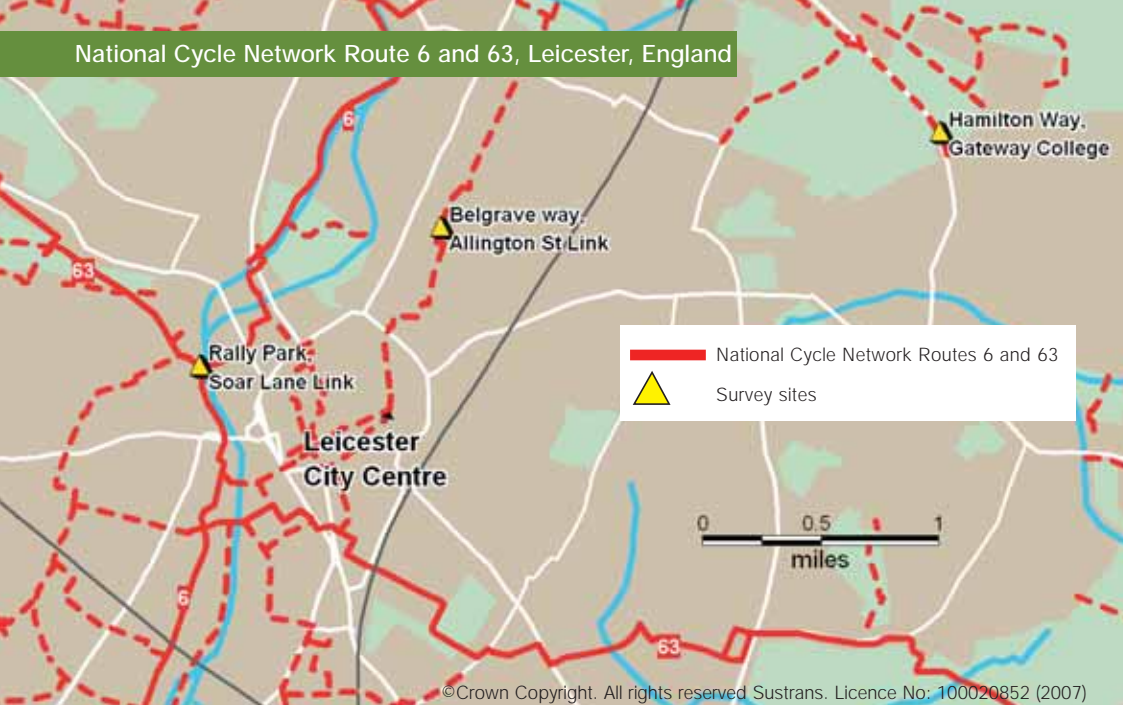 National Cycle Network Route 6 and 63, Leicester, England
6
Hamilton Way,
Gateway College
Belgrave way,
Allington St Link
63
Rally Park,
Soar Lane Link
National Cycle Network Routes 6 and 63
Survey sites
Leicester
City Centre
0 0.5 1
miles
6
63
©Crown Copyright. All rights reserved Sustrans. Licence No: 100020852 (2007)